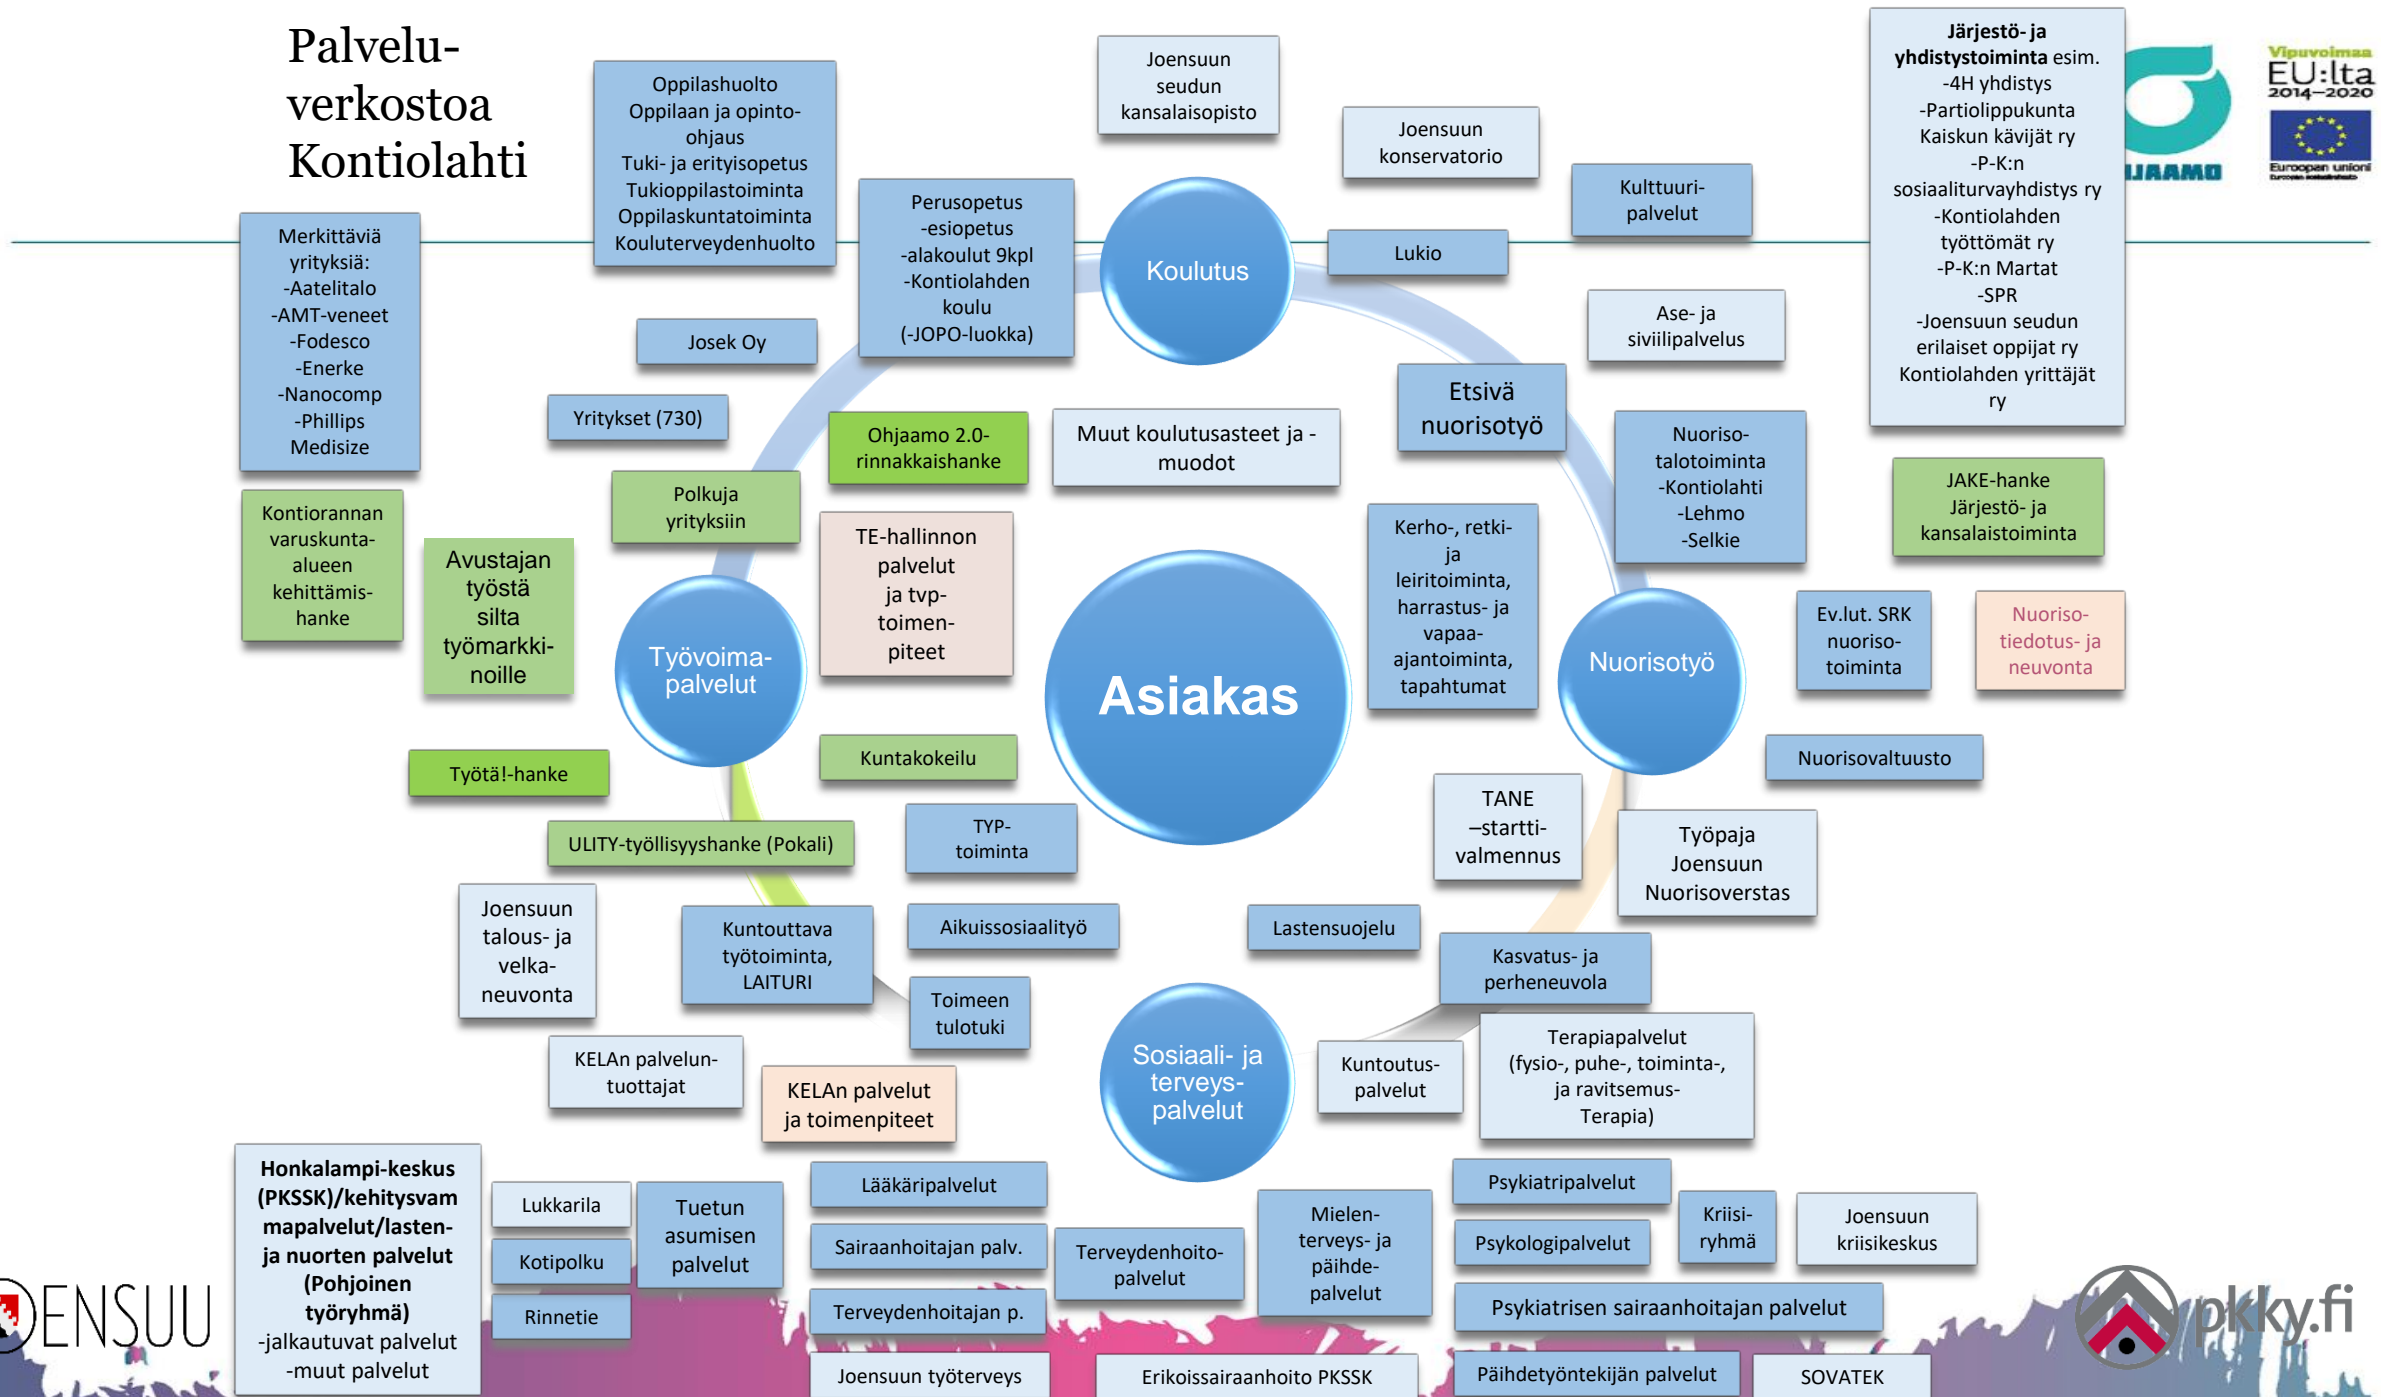 Palvelu-
verkostoa
Kontiolahti
Oppilashuolto
Oppilaan ja opinto-
ohjaus
Tuki- ja erityisopetus
Tukioppilastoiminta
Oppilaskuntatoiminta
Kouluterveydenhuolto
Joensuun
seudun
kansalaisopisto
Joensuun
konservatorio
Kulttuuri-
palvelut
Järjestö- ja
yhdistystoiminta esim.
-4H yhdistys
-Partiolippukunta
Kaiskun kävijät ry
-P-K:n
sosiaaliturvayhdistys ry
-Kontiolahden
työttömät ry
-P-K:n Martat
-SPR
-Joensuun seudun
erilaiset oppijat ry
Kontiolahden yrittäjät
ry
JAAMO
Vipuvoimaa
EU:lta
2014–2020
Euroopan unioni
Merkittäviä
yrityksiä:
-Aatelitalo
-AMT-veneet
-Fodesco
-Enerke
-Nanocomp
-Phillips
Medisize
Perusopetus
-esiopetus
-alakoulut 9kpl
-Kontiolahden
koulu
(-JOPO-luokka)
Koulutus
Lukio
Ase- ja
siviilipalvelus
Josek Oy
Yritykset (730)
Ohjaamo 2.0-
rinnakkaishanke
Muut koulutusasteet ja -
muodot
Etsivä
nuorisotyö
Nuoriso-
talotoiminta
-Kontiolahti
-Lehmo
-Selkie
JAKE-hanke
Järjestö- ja
kansalaistoiminta
Kontiorannan
varuskunta-
alueen
kehittämis-
hanke
Avustajan
työstä
silta
työmarkki-
noille
Polkuja
yrityksiin
TE-hallinnon
palvelut
ja tvp-
toimen-
piteet
Kerho-, retki-
ja
leiritoiminta,
harrastus- ja
vapaa-
ajantoiminta,
tapahtumat
Työvoima-
palvelut
Asiakas
Nuorisotyö
Ev.lut. SRK
nuoriso-
toiminta
Nuoriso-
tiedotus- ja
neuvonta
Työtä!-hanke
Kuntakokeilu
Nuorisovaltuusto
ULITY-työllisyyshanke (Pokali)
TYP-
toiminta
TANE
–startti-
valmennus
Työpaja
Joensuun
Nuorisoverstas
Joensuun
talous- ja
velka-
neuvonta
Kuntouttava
työtoiminta,
LAITURI
Aikuissosiaalityö
Lastensuojelu
Kasvatus- ja
perheneuvola
Toimeen
tulotuki
KELAn palvelun-
tuottajat
KELAn palvelut
ja toimenpiteet
Sosiaali- ja
terveys-
palvelut
Kuntoutus-
palvelut
Terapiapalvelut
(fysio-, puhe-, toiminta-,
ja ravitsemus-
Terapia)
Honkalampi-keskus
(PKSSK)/kehitysvam
mapalvelut/lasten-
ja nuorten palvelut
(Pohjoinen
työryhmä)
-jalkautuvat palvelut
-muut palvelut
Lukkarila
Kotipolku
Rinnetie
Tuetun
asumisen
palvelut
Lääkäripalvelut
Sairaanhoitajan palv.
Terveydenhoitajan p.
Joensuun työterveys
Terveydenhoito-
palvelut
Mielen-
terveys- ja
päihde-
palvelut
Erikoissairaanhoito PKSSK
Psykiatripalvelut
Psykologipalvelut
Kriisi-
ryhmä
Joensuun
kriisikeskus
Psykiatrisen sairaanhoitajan palvelut
Päihdetyöntekijän palvelut
SOVATEK
OENSUU
pkky.fi